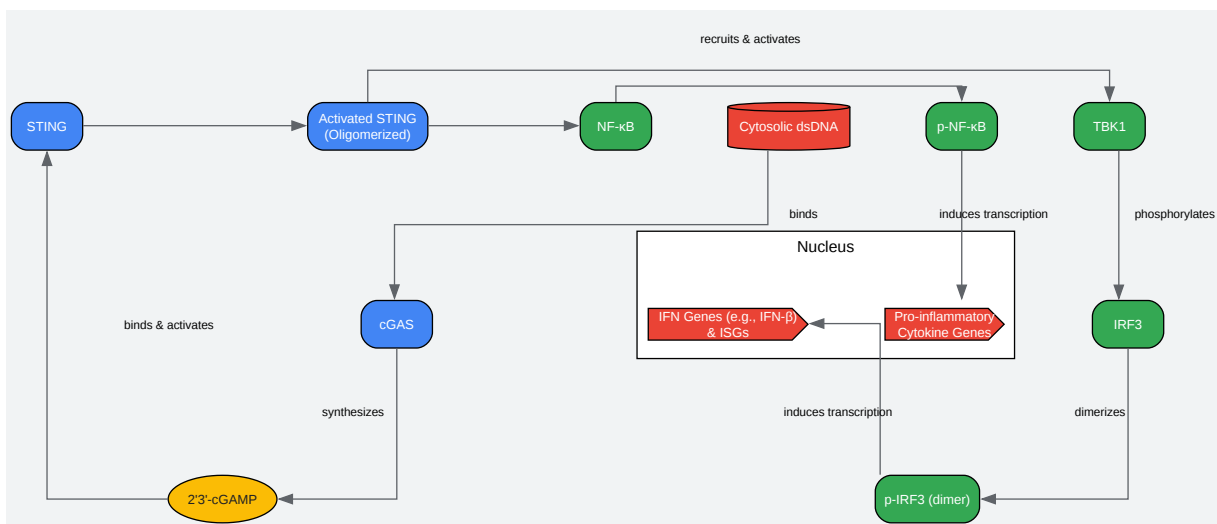 recruits & activates
STING
Activated STING
(Oligomerized)
NF-κB
Cytosolic dsDNA
p-NF-κB
TBK1
binds
induces transcription
phosphorylates
Nucleus
IFN Genes (e.g., IFN-β)
& ISGs
Pro-inflammatory
Cytokine Genes
binds & activates
cGAS
IRF3
synthesizes
induces transcription
dimerizes
2'3'-cGAMP
p-IRF3 (dimer)